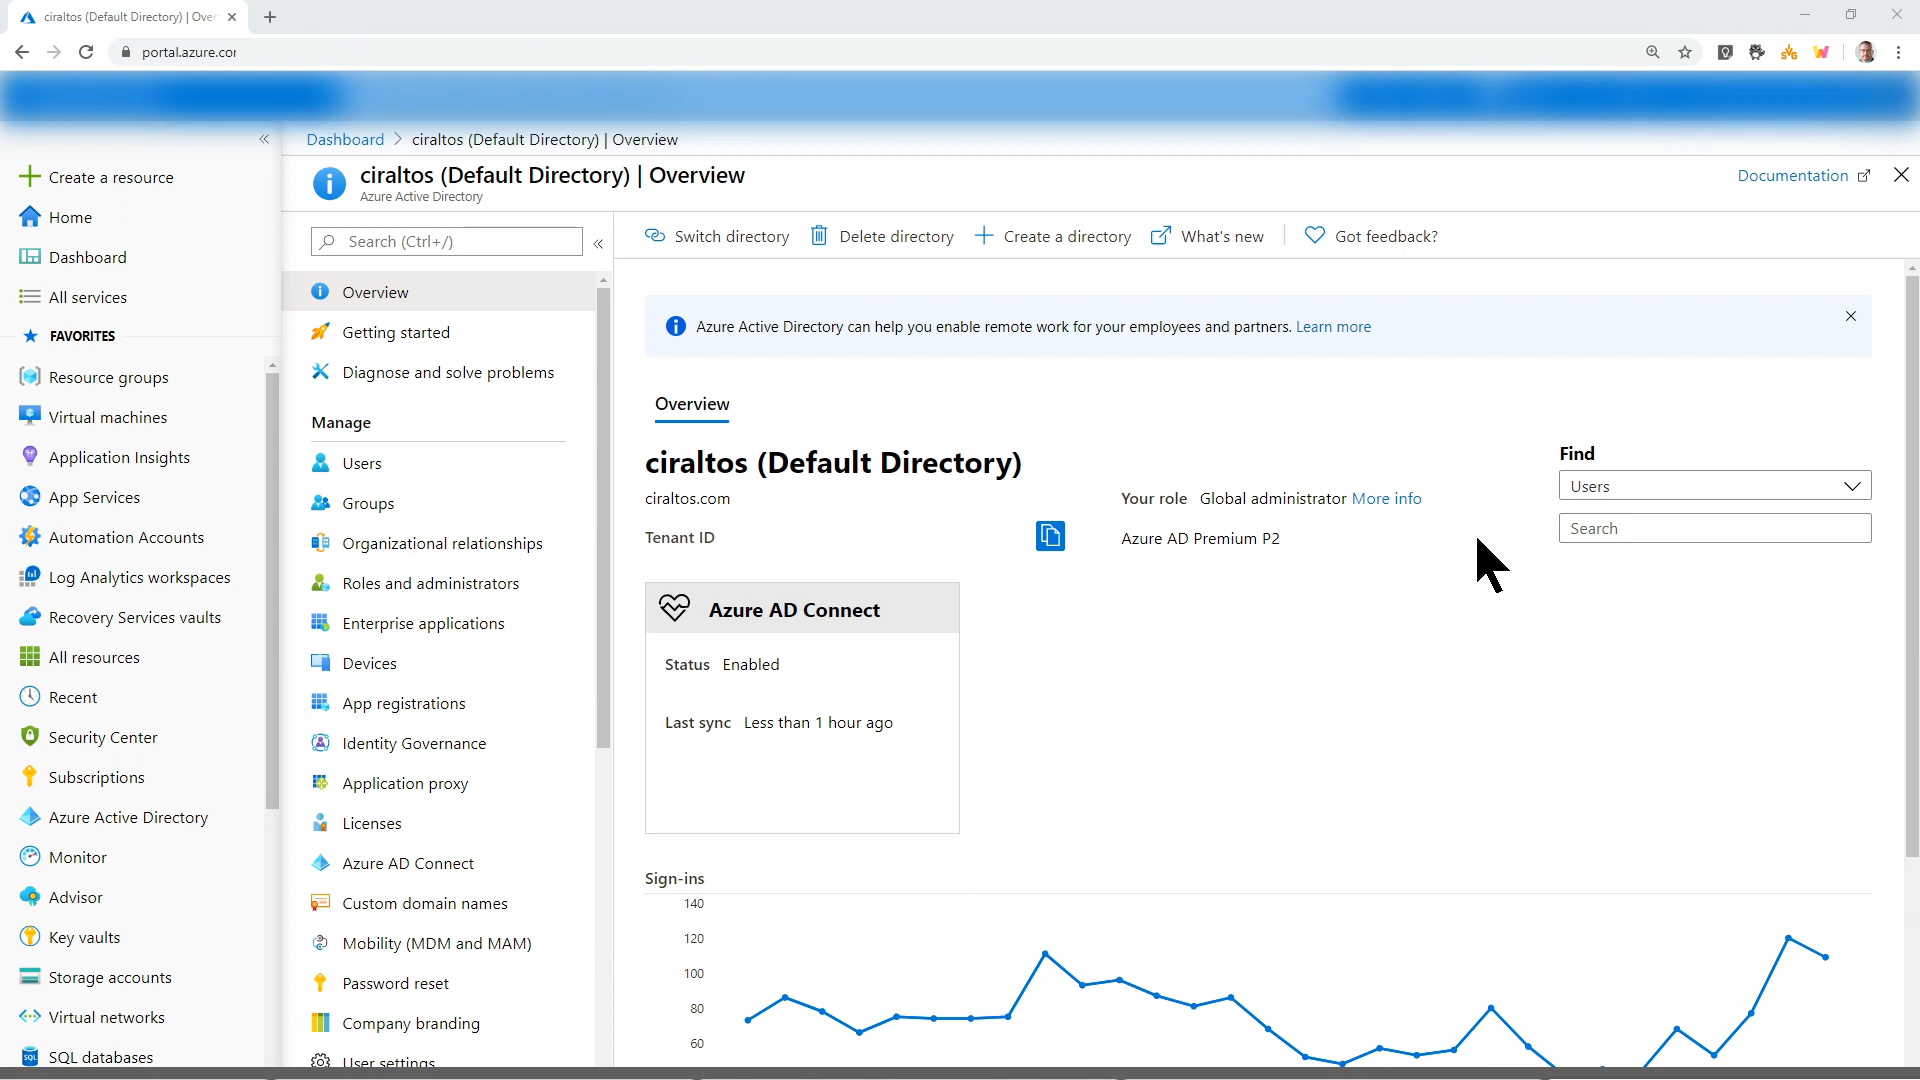 ciraltos (Default Directory) | Over
portal.azure.cor
Dashboard > ciraltos (Default Directory) | Overview
ciraltos (Default Directory) | Overview
Azure Active Directory
Documentation
Create a resource
Home
Dashboard
All services
FAVORITES
Resource groups
Virtual machines
Application Insights
App Services
Automation Accounts
Log Analytics workspaces
Recovery Services vaults
All resources
Recent
Security Center
Subscriptions
Azure Active Directory
Monitor
Advisor
Key vaults
Storage accounts
Virtual networks
SQL databases
Search (Ctrl+/)
Overview
Getting started
Diagnose and solve problems
Manage
Users
Groups
Organizational relationships
Roles and administrators
Enterprise applications
Devices
App registrations
Identity Governance
Application proxy
Licenses
Azure AD Connect
Custom domain names
Mobility (MDM and MAM)
Password reset
Company branding
User settings
Switch directory Delete directory Create a directory What's new Got feedback?
Azure Active Directory can help you enable remote work for your employees and partners. Learn more
Overview
ciraltos (Default Directory)
ciraltos.com
Your role Global administrator More info
Tenant ID
Azure AD Premium P2
Find
Users
Search
Azure AD Connect
Status Enabled
Last sync Less than 1 hour ago
Sign-ins
140
120
100
80
60